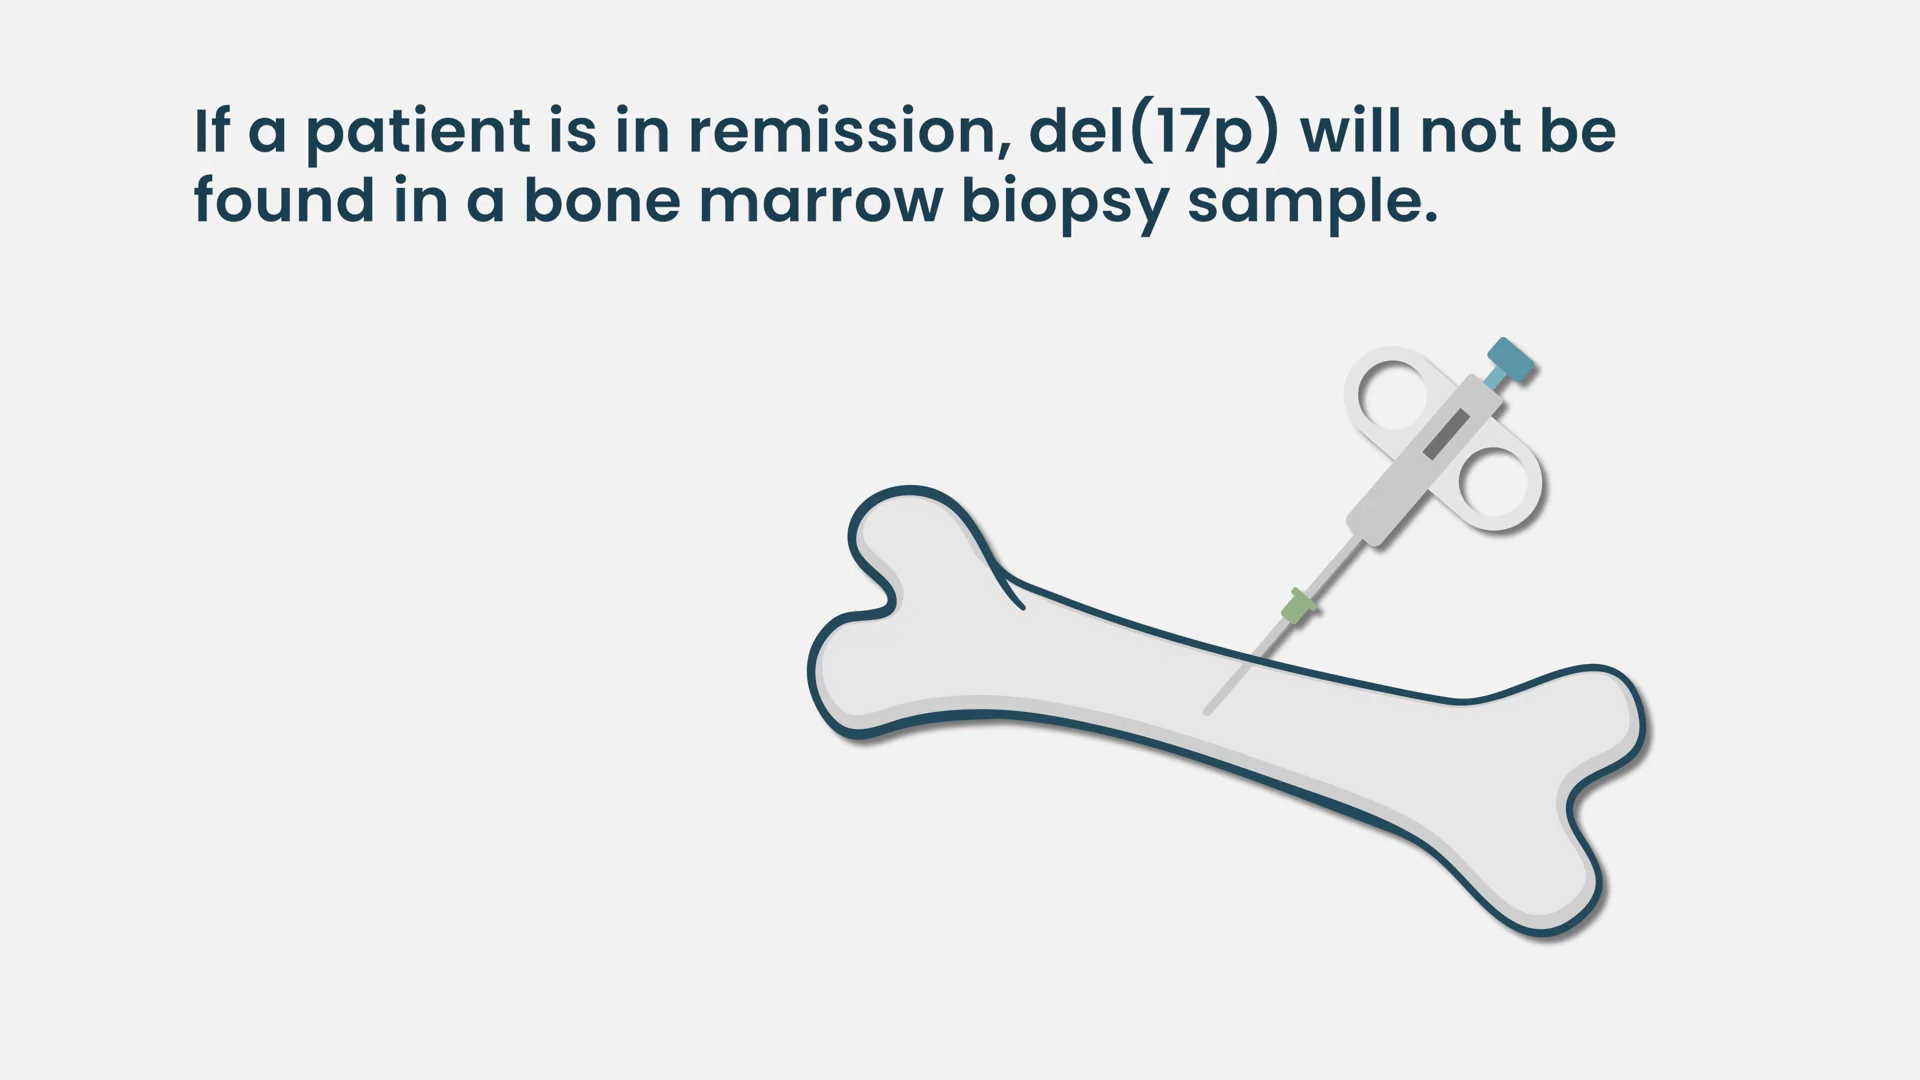 If a patient is in remission, del(17p) will not be
found in a bone marrow biopsy sample.